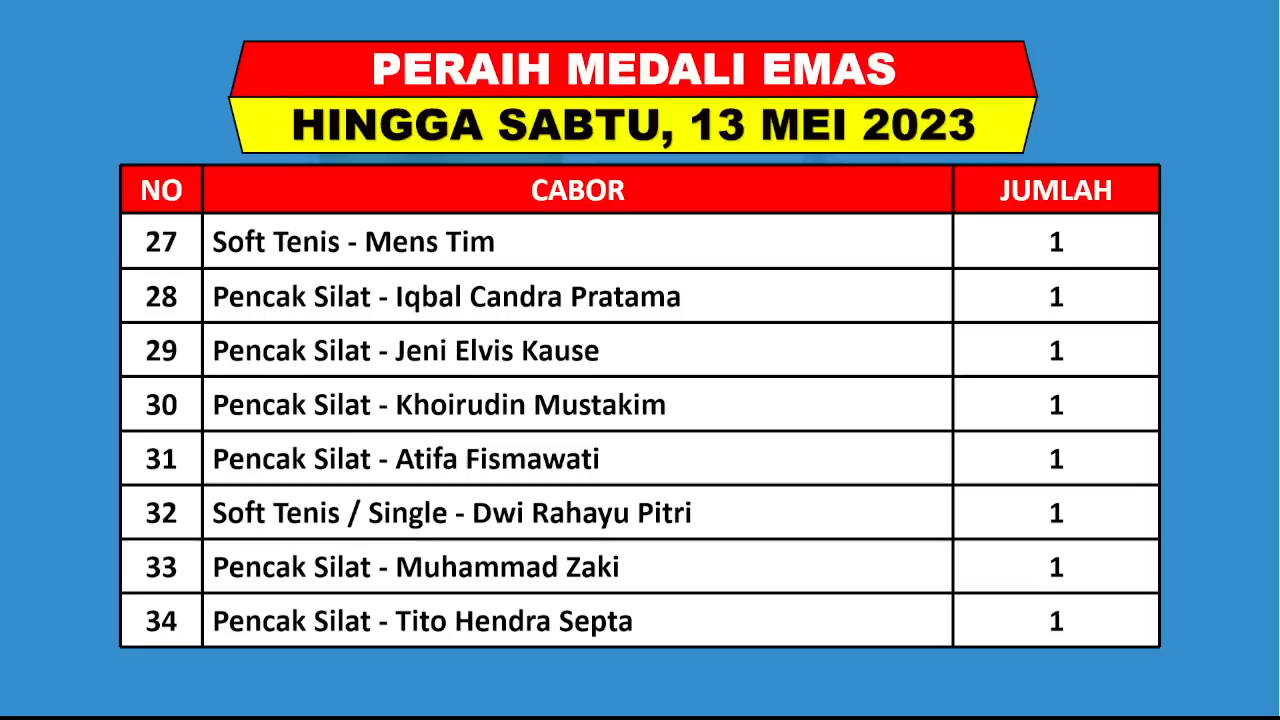 PERAIH MEDALI EMAS
HINGGA SABTU, 13 MEI 2023
NO CABOR JUMLAH
27 Soft Tenis - Mens Tim 1
28 Pencak Silat - Iqbal Candra Pratama 1
29 Pencak Silat - Jeni Elvis Kause 1
30 Pencak Silat - Khoirudin Mustakim 1
31 Pencak Silat - Atifa Fismawati 1
32 Soft Tenis / Single - Dwi Rahayu Pitri 1
33 Pencak Silat - Muhammad Zaki 1
34 Pencak Silat - Tito Hendra Septa 1